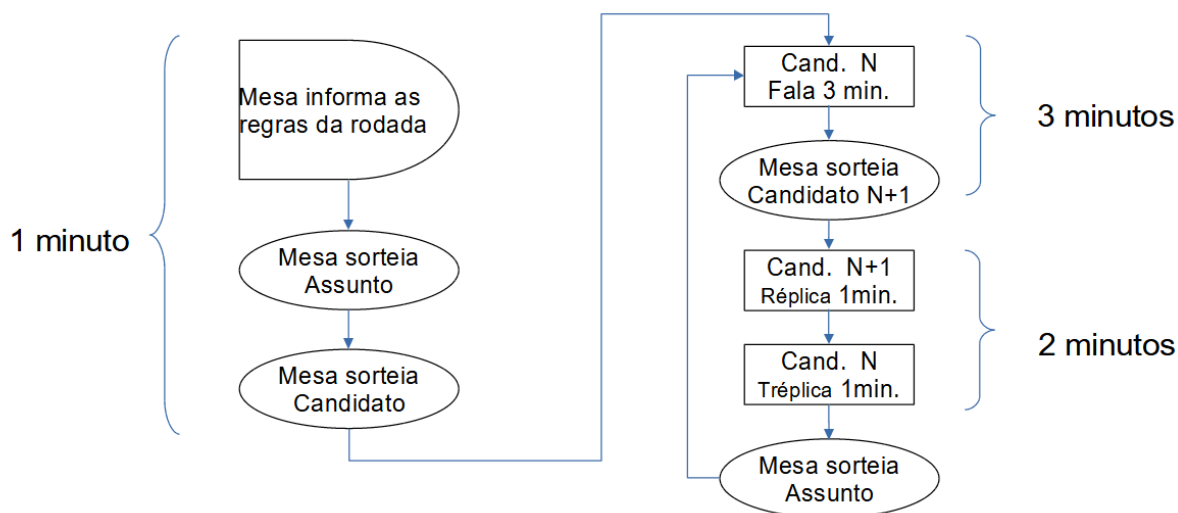 1 minuto
Mesa informa as
regras da rodada
Mesa sorteia
Assunto
Mesa sorteia
Candidato
Cand.  N
Fala 3 min.
Mesa sorteia
Candidato N+1
3 minutos
Cand.  N+1
Réplica 1min.
Cand.  N
Tréplica 1min.
2 minutos
Mesa sorteia
Assunto